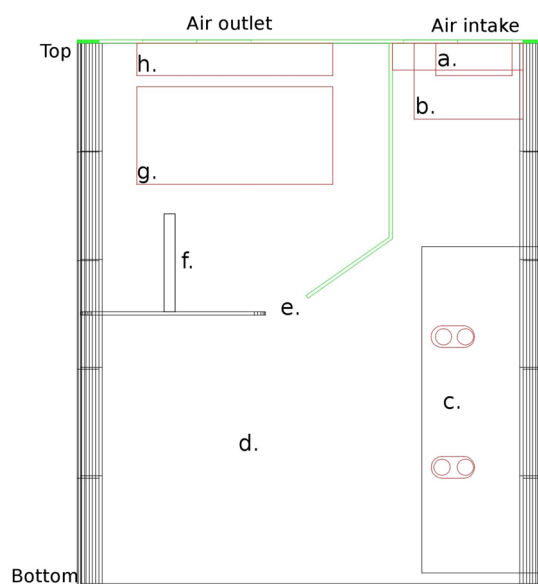 Air outlet
Air intake
Top
h.
a.
b.
g.
f.
e.
c.
d.
Bottom